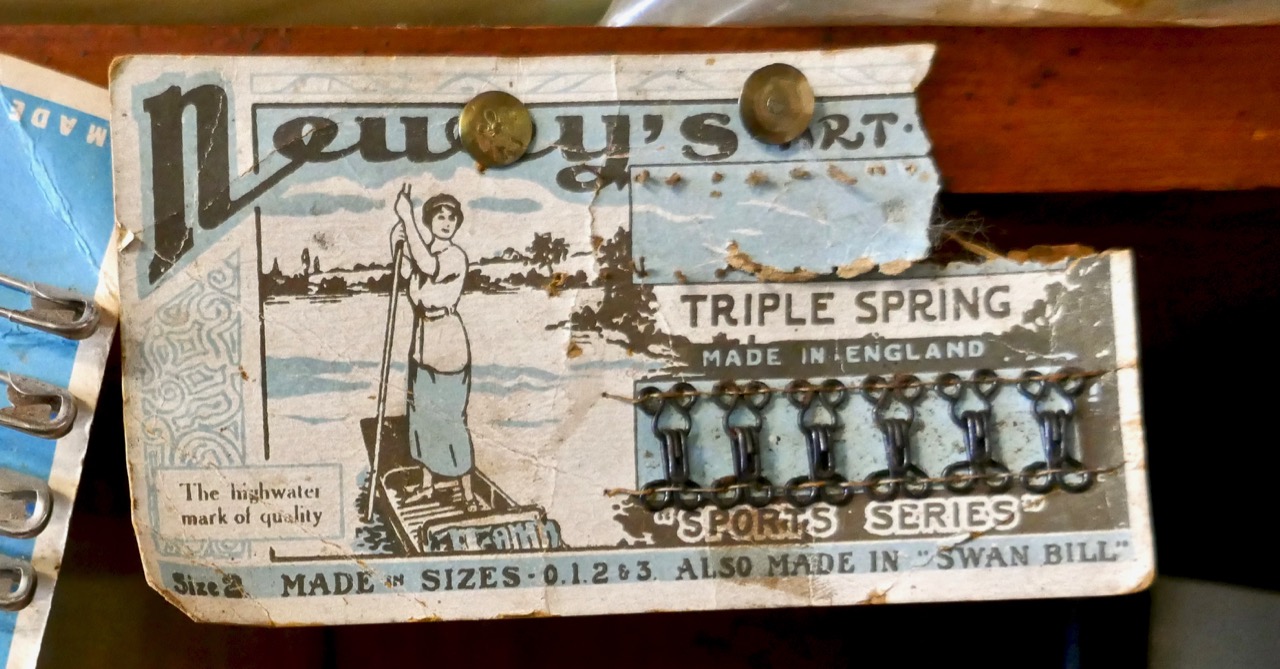 Newey's ART.
TRIPLE SPRING
MADE IN ENGLAND
The highwater
mark of quality
"SPORTS SERIES"
Size 2 MADE IN SIZES - 0.1.2 & 3. ALSO MADE IN "SWAN BILL"
MADE